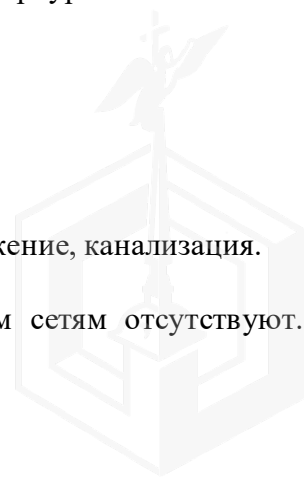 жение, канализация.
м сетям отсутствуют.